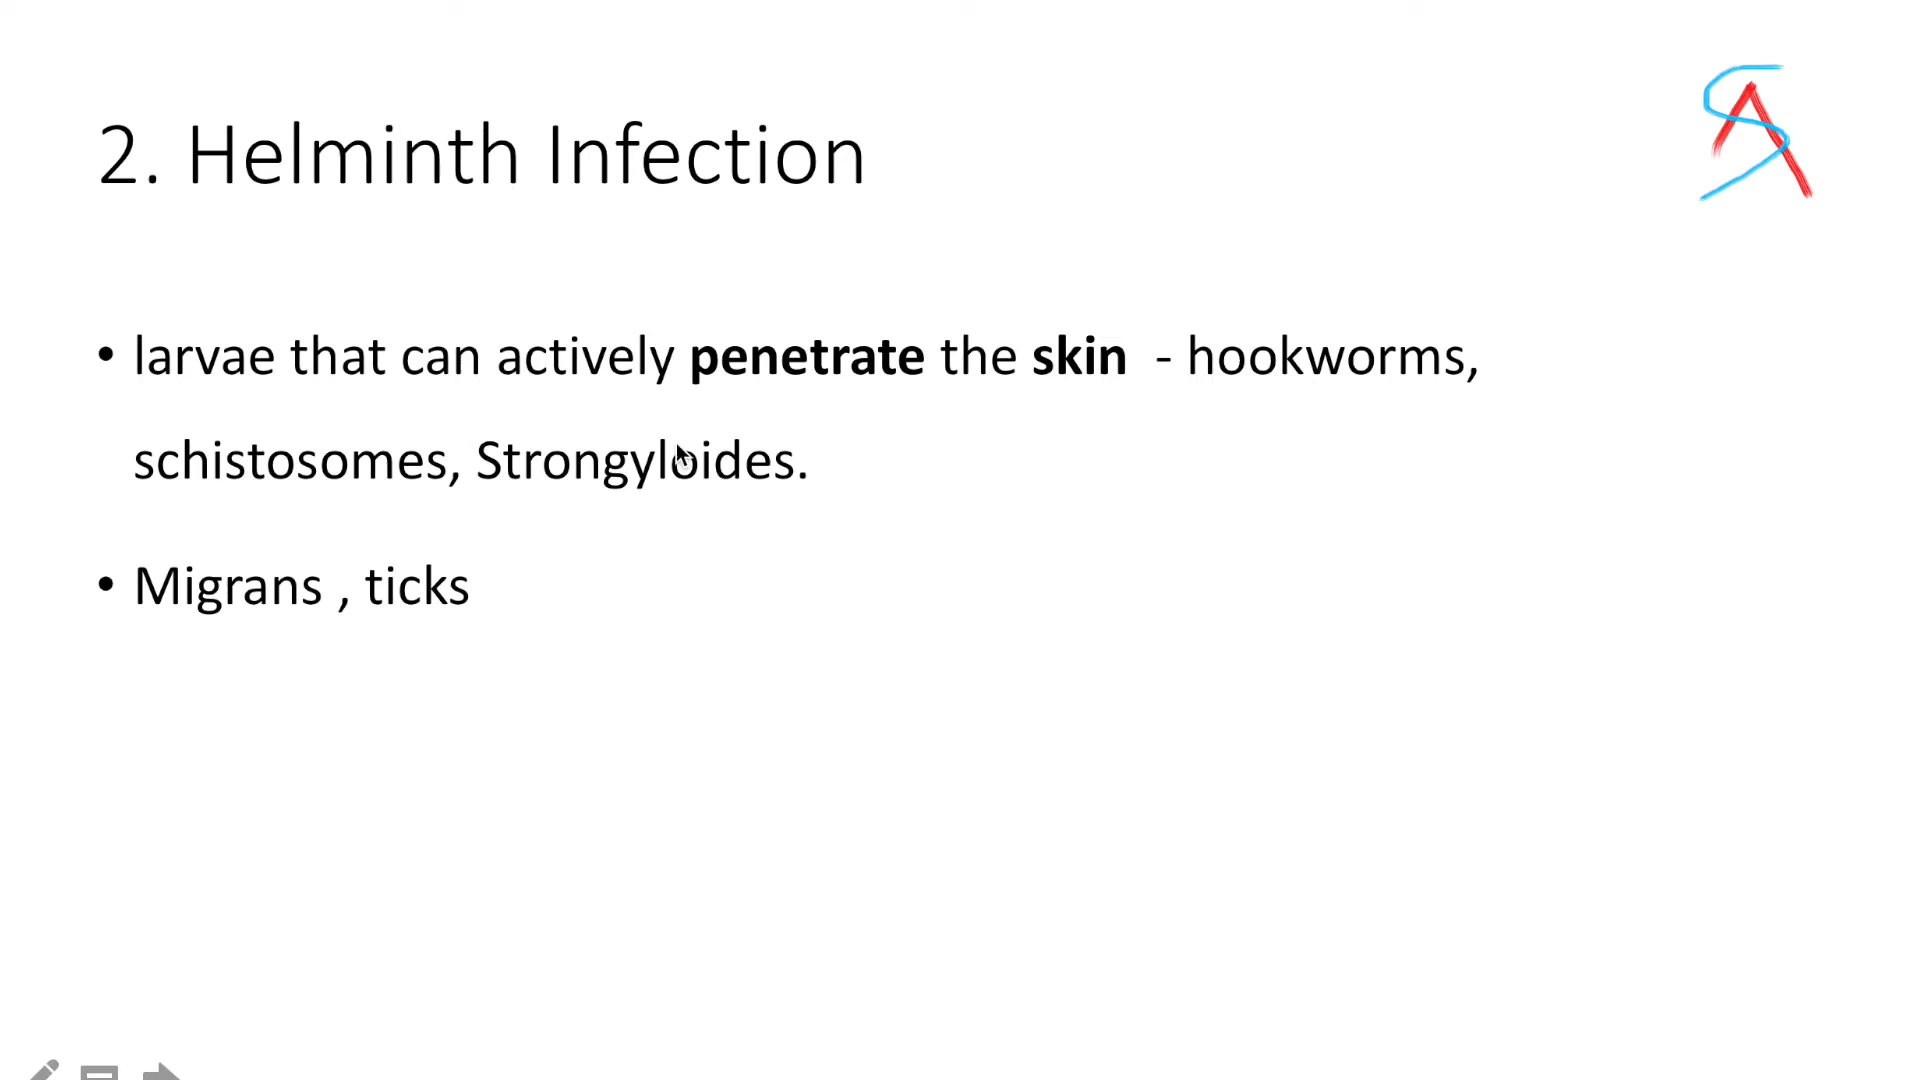 2. Helminth Infection
• larvae that can actively penetrate the skin - hookworms,
schistosomes, Strongyloides.
• Migrans , ticks